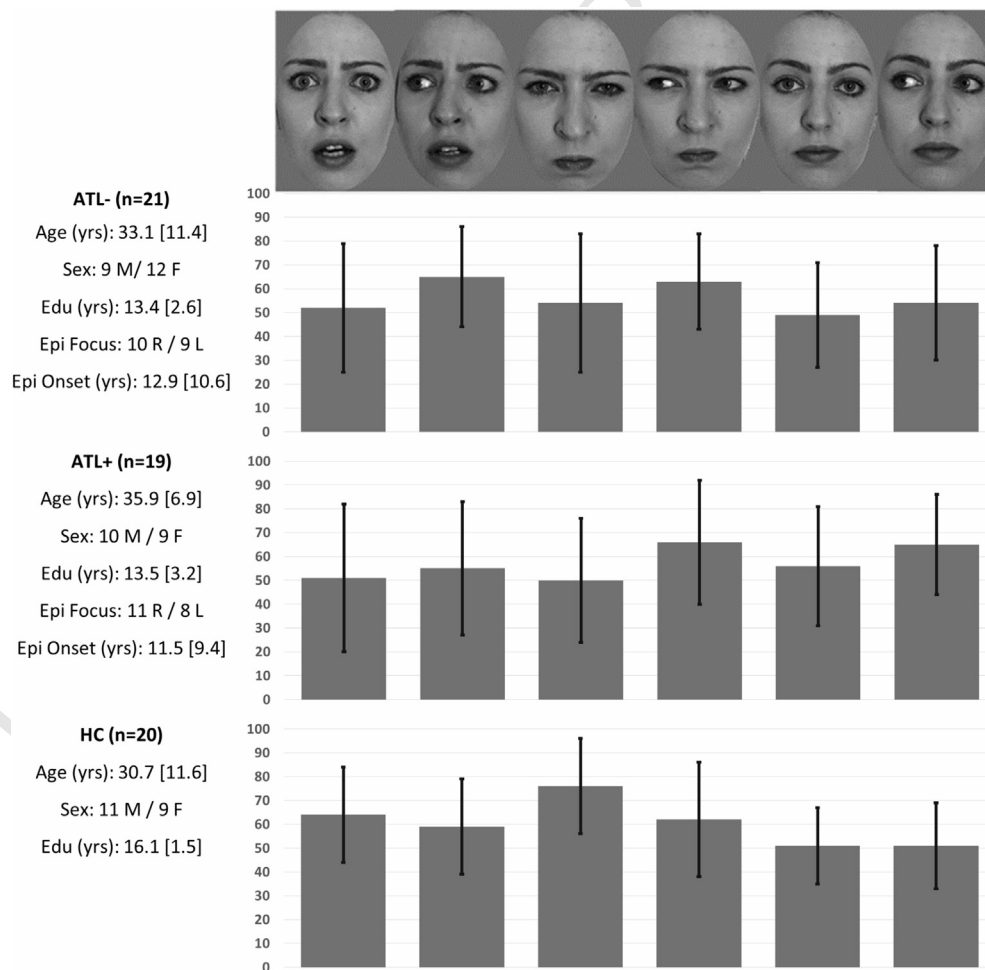 ATL- (n=21)
Age (yrs): 33.1 [11.4]
Sex: 9 M/ 12 F
Edu (yrs): 13.4 [2.6]
Epi Focus: 10 R / 9 L
Epi Onset (yrs): 12.9 [10.6]
100
90
80
70
60
50
40
30
20
10
0
ATL+ (n=19)
Age (yrs): 35.9 [6.9]
Sex: 10 M / 9 F
Edu (yrs): 13.5 [3.2]
Epi Focus: 11 R / 8 L
Epi Onset (yrs): 11.5 [9.4]
100
90
80
70
60
50
40
30
20
10
0
HC (n=20)
Age (yrs): 30.7 [11.6]
Sex: 11 M / 9 F
Edu (yrs): 16.1 [1.5]
100
90
80
70
60
50
40
30
20
10
0